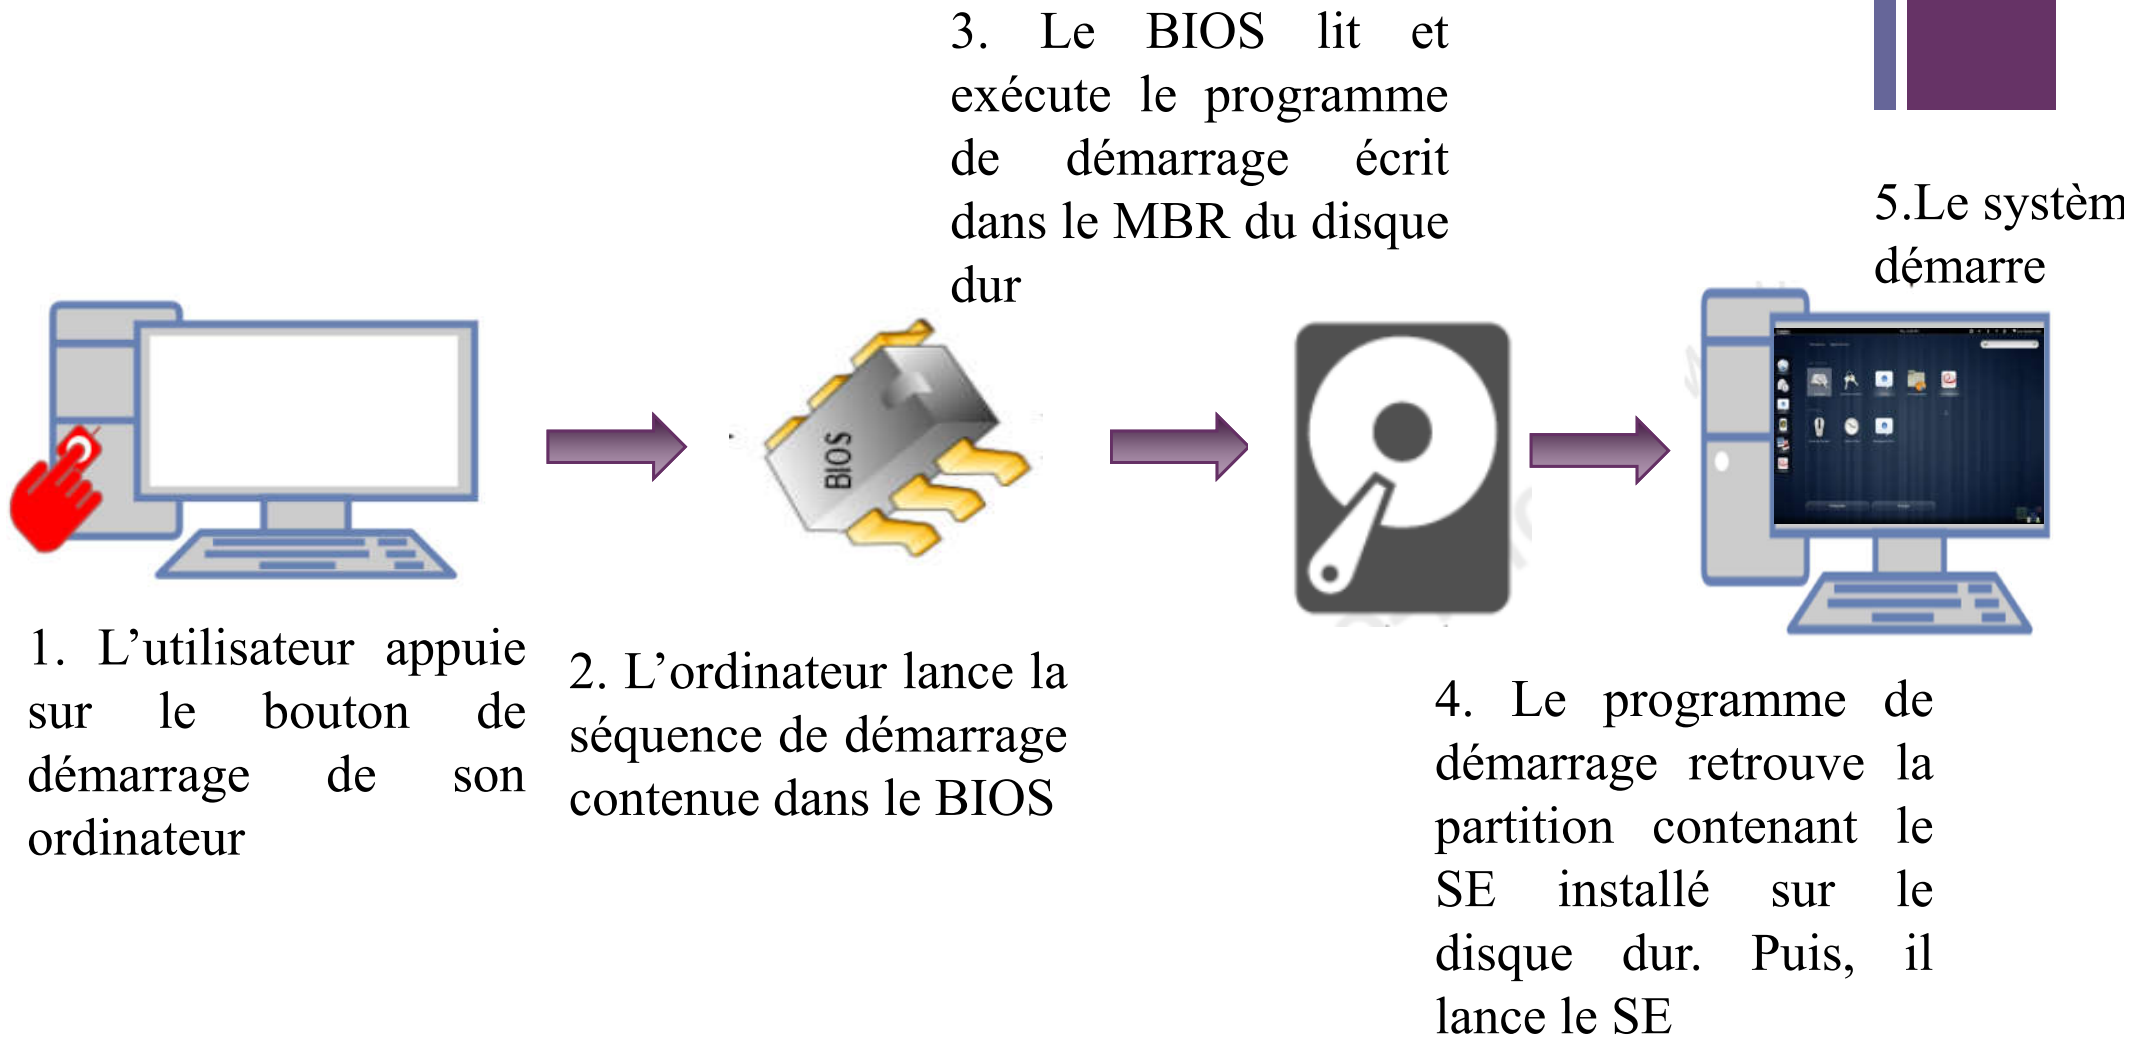 3. Le BIOS lit et
exécute le programme
de démarrage écrit
dans le MBR du disque
dur
5.Le systèm
démarre
BIOS
1. L’utilisateur appuie
sur le bouton de
démarrage de son
ordinateur
2. L’ordinateur lance la
séquence de démarrage
contenue dans le BIOS
4. Le programme de
démarrage retrouve la
partition contenant le
SE installé sur le
disque dur. Puis, il
lance le SE